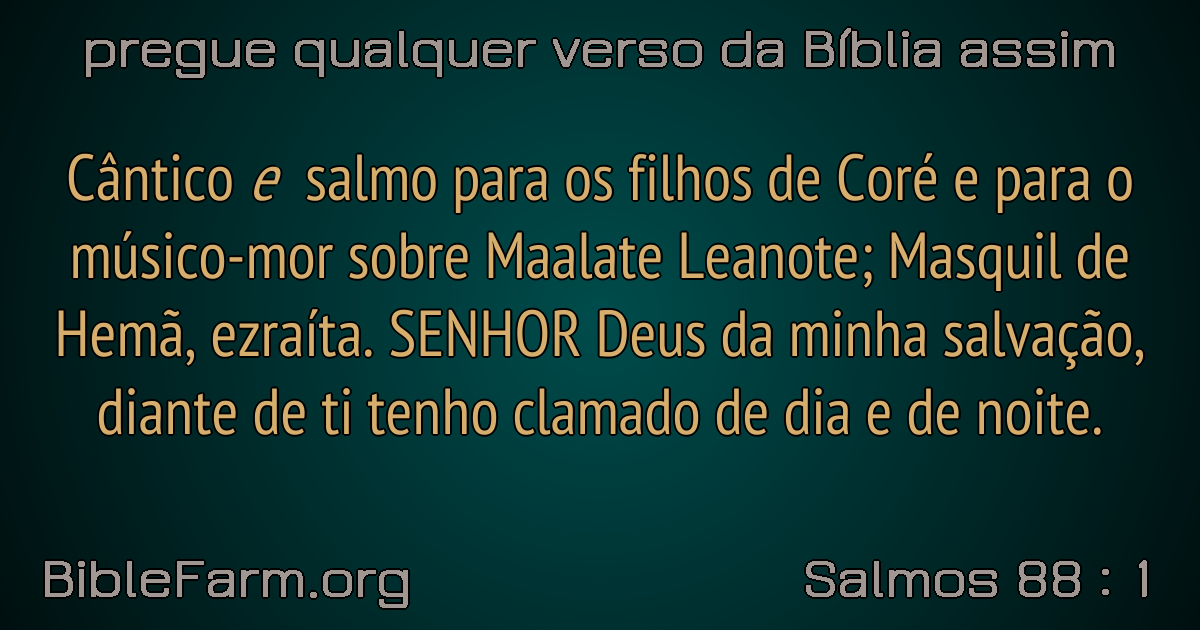 pregue qualquer verso da Bíblia assim
Cântico e salmo para os filhos de Coré e para o
músico-mor sobre Maalate Leanote; Masquil de
Hemã, ezraíta. SENHOR Deus da minha salvação,
diante de ti tenho clamado de dia e de noite.
BibleFarm.org
Salmos 88 : 1